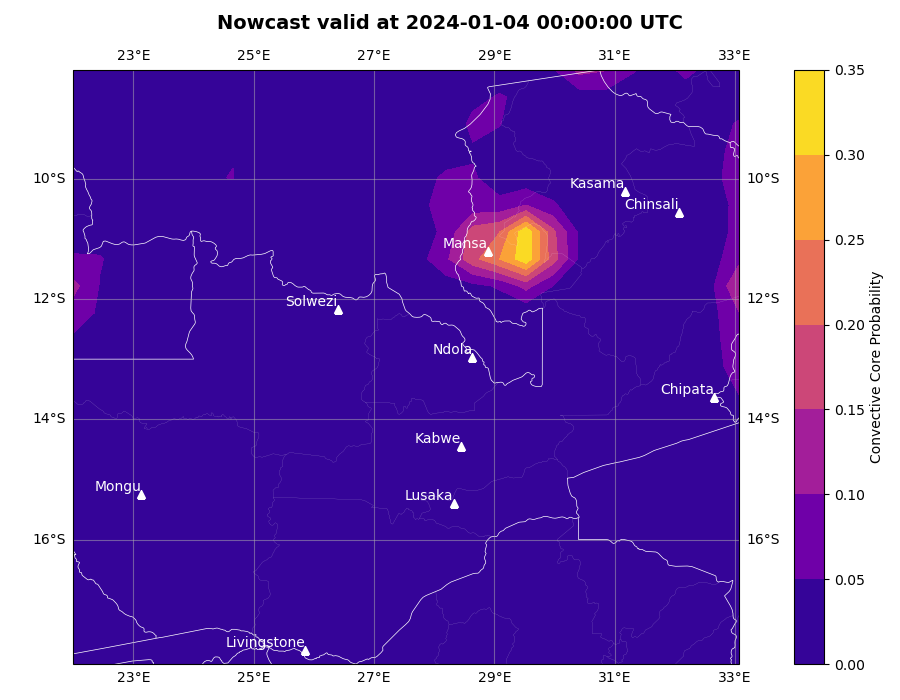 Nowcast valid at 2024-01-04 00:00:00 UTC
23°E 25°E 27°E 29°E 31°E 33°E
0.35
0.30
10°S 10°S
Kasama
Chinsali
0.25
Mansa
12°S 12°S
Solwezi
0.20
Ndola
Chipata
0.15
14°S 14°S
Kabwe
Mongu
Lusaka
0.10
16°S 16°S
0.05
Livingstone
0.00
23°E 25°E 27°E 29°E 31°E 33°E
Convective Core Probability